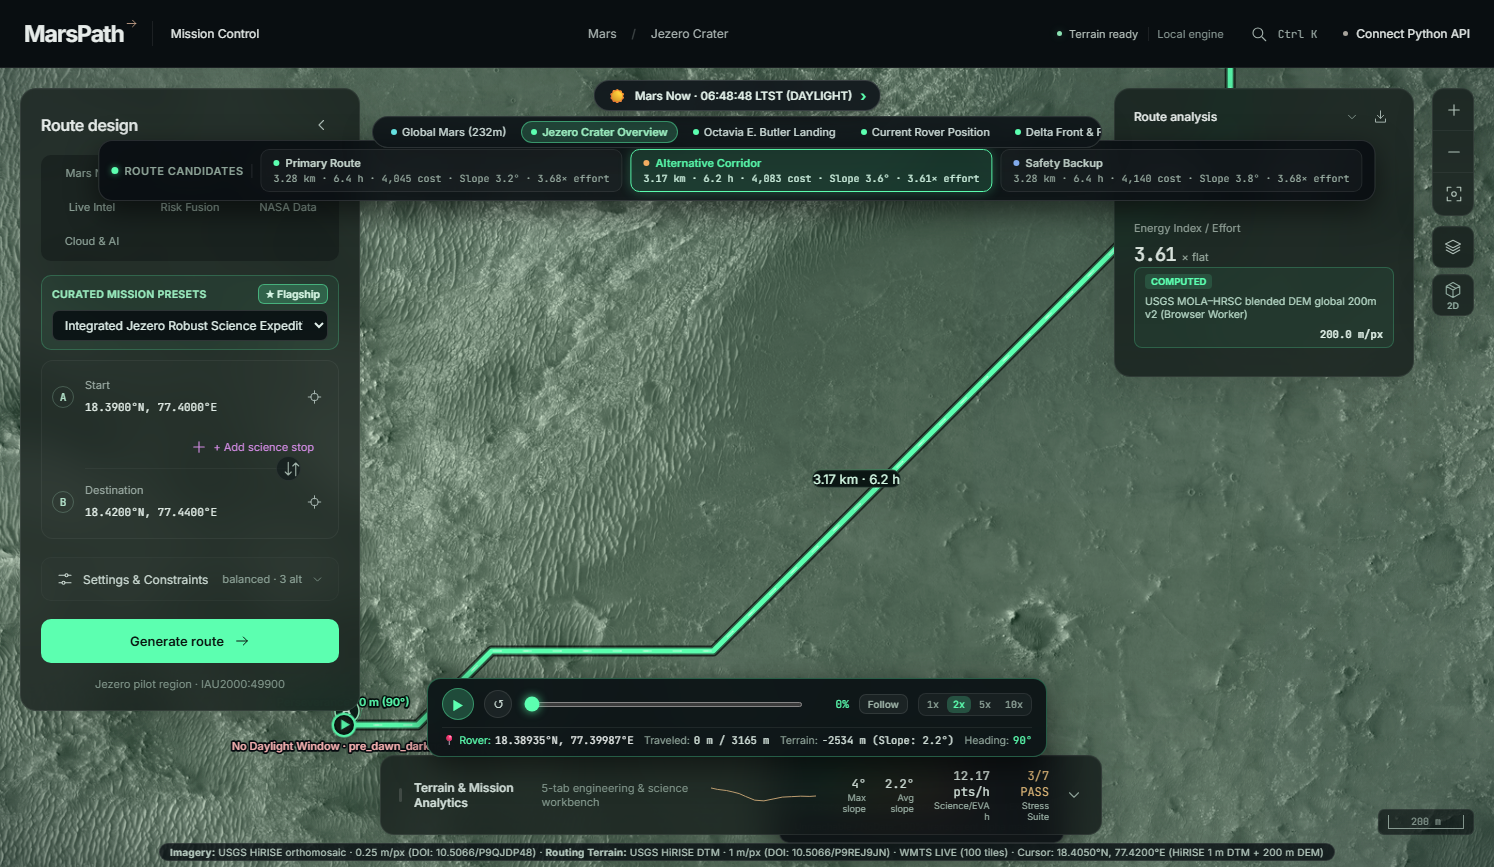 MarsPath
Mission Control
Mars / Jezero Crater
Terrain ready
Local engine
Ctrl K
Connect Python API
Mars Now · 06:48:48 LTST (DAYLIGHT) ›
Global Mars (232m)
Jezero Crater Overview
Octavia E. Butler Landing
Current Rover Position
Delta Front & F
ROUTE CANDIDATES
Primary Route
3.28 km · 6.4 h · 4,045 cost · Slope 3.2° · 3.68× effort
Alternative Corridor
3.17 km · 6.2 h · 4,083 cost · Slope 3.6° · 3.61× effort
Safety Backup
3.28 km · 6.4 h · 4,140 cost · Slope 3.8° · 3.68× effort
Route design
Mars
Live Intel
Risk Fusion
NASA Data
Cloud & AI
CURATED MISSION PRESETS
★ Flagship
Integrated Jezero Robust Science Expedit
A
Start
18.3900°N, 77.4000°E
+ Add science stop
B
Destination
18.4200°N, 77.4400°E
Settings & Constraints
balanced · 3 alt
Generate route →
Jezero pilot region · IAU2000:49900
Route analysis
Energy Index / Effort
3.61 × flat
COMPUTED
USGS MOLA–HRSC blended DEM global 200m
v2 (Browser Worker)
200.0 m/px
2D
3.17 km · 6.2 h
0 m (90°)
No Daylight Window · pre_dawn_dark
0%
Follow
1x
2x
5x
10x
Rover: 18.38935°N, 77.39987°E
Traveled: 0 m / 3165 m
Terrain: -2534 m (Slope: 2.2°)
Heading: 90°
Terrain & Mission
Analytics
5-tab engineering & science
workbench
4°
Max
slope
2.2°
Avg
slope
12.17
pts/h
Science/EVA
h
3/7
PASS
Stress
Suite
200 m
Imagery: USGS HiRISE orthomosaic · 0.25 m/px (DOI: 10.5066/P9QJDP48) · Routing Terrain: USGS HiRISE DTM · 1 m/px (DOI: 10.5066/P9REJ9JN) · WMTS LIVE (100 tiles) · Cursor: 18.4050°N, 77.4200°E (HiRISE 1 m DTM + 200 m DEM)